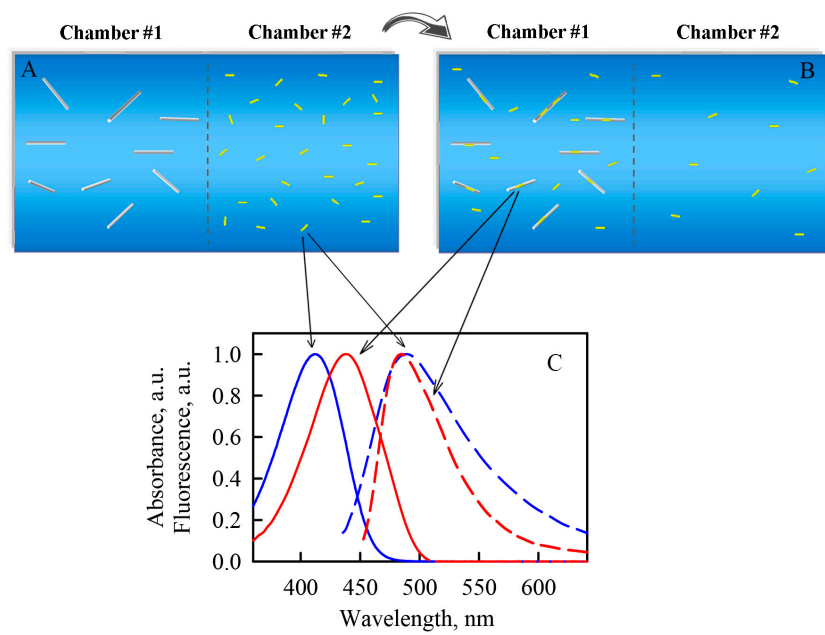 Chamber #1 Chamber #2 Chamber #1 Chamber #2
A B
C
Absorbance, a.u.
Fluorescence, a.u.
1.0
0.8
0.6
0.4
0.2
0.0
400 450 500 550 600
Wavelength, nm